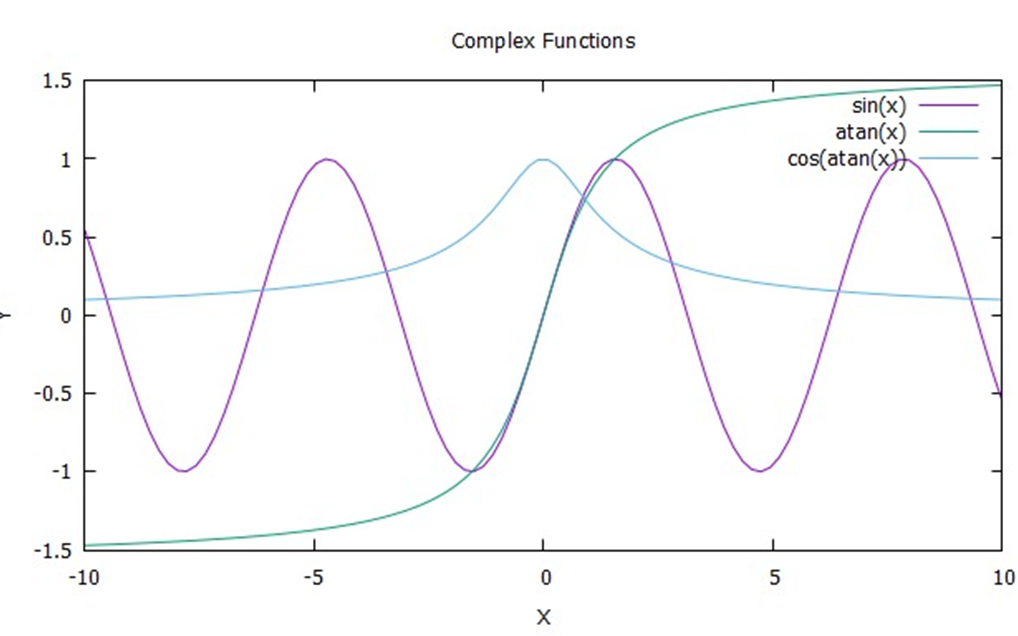 Complex Functions
1.5
1
0.5
0
-0.5
-1
-1.5
sin(x)
atan(x)
cos(atan(x))
-10 -5 0 5 10
X
Y